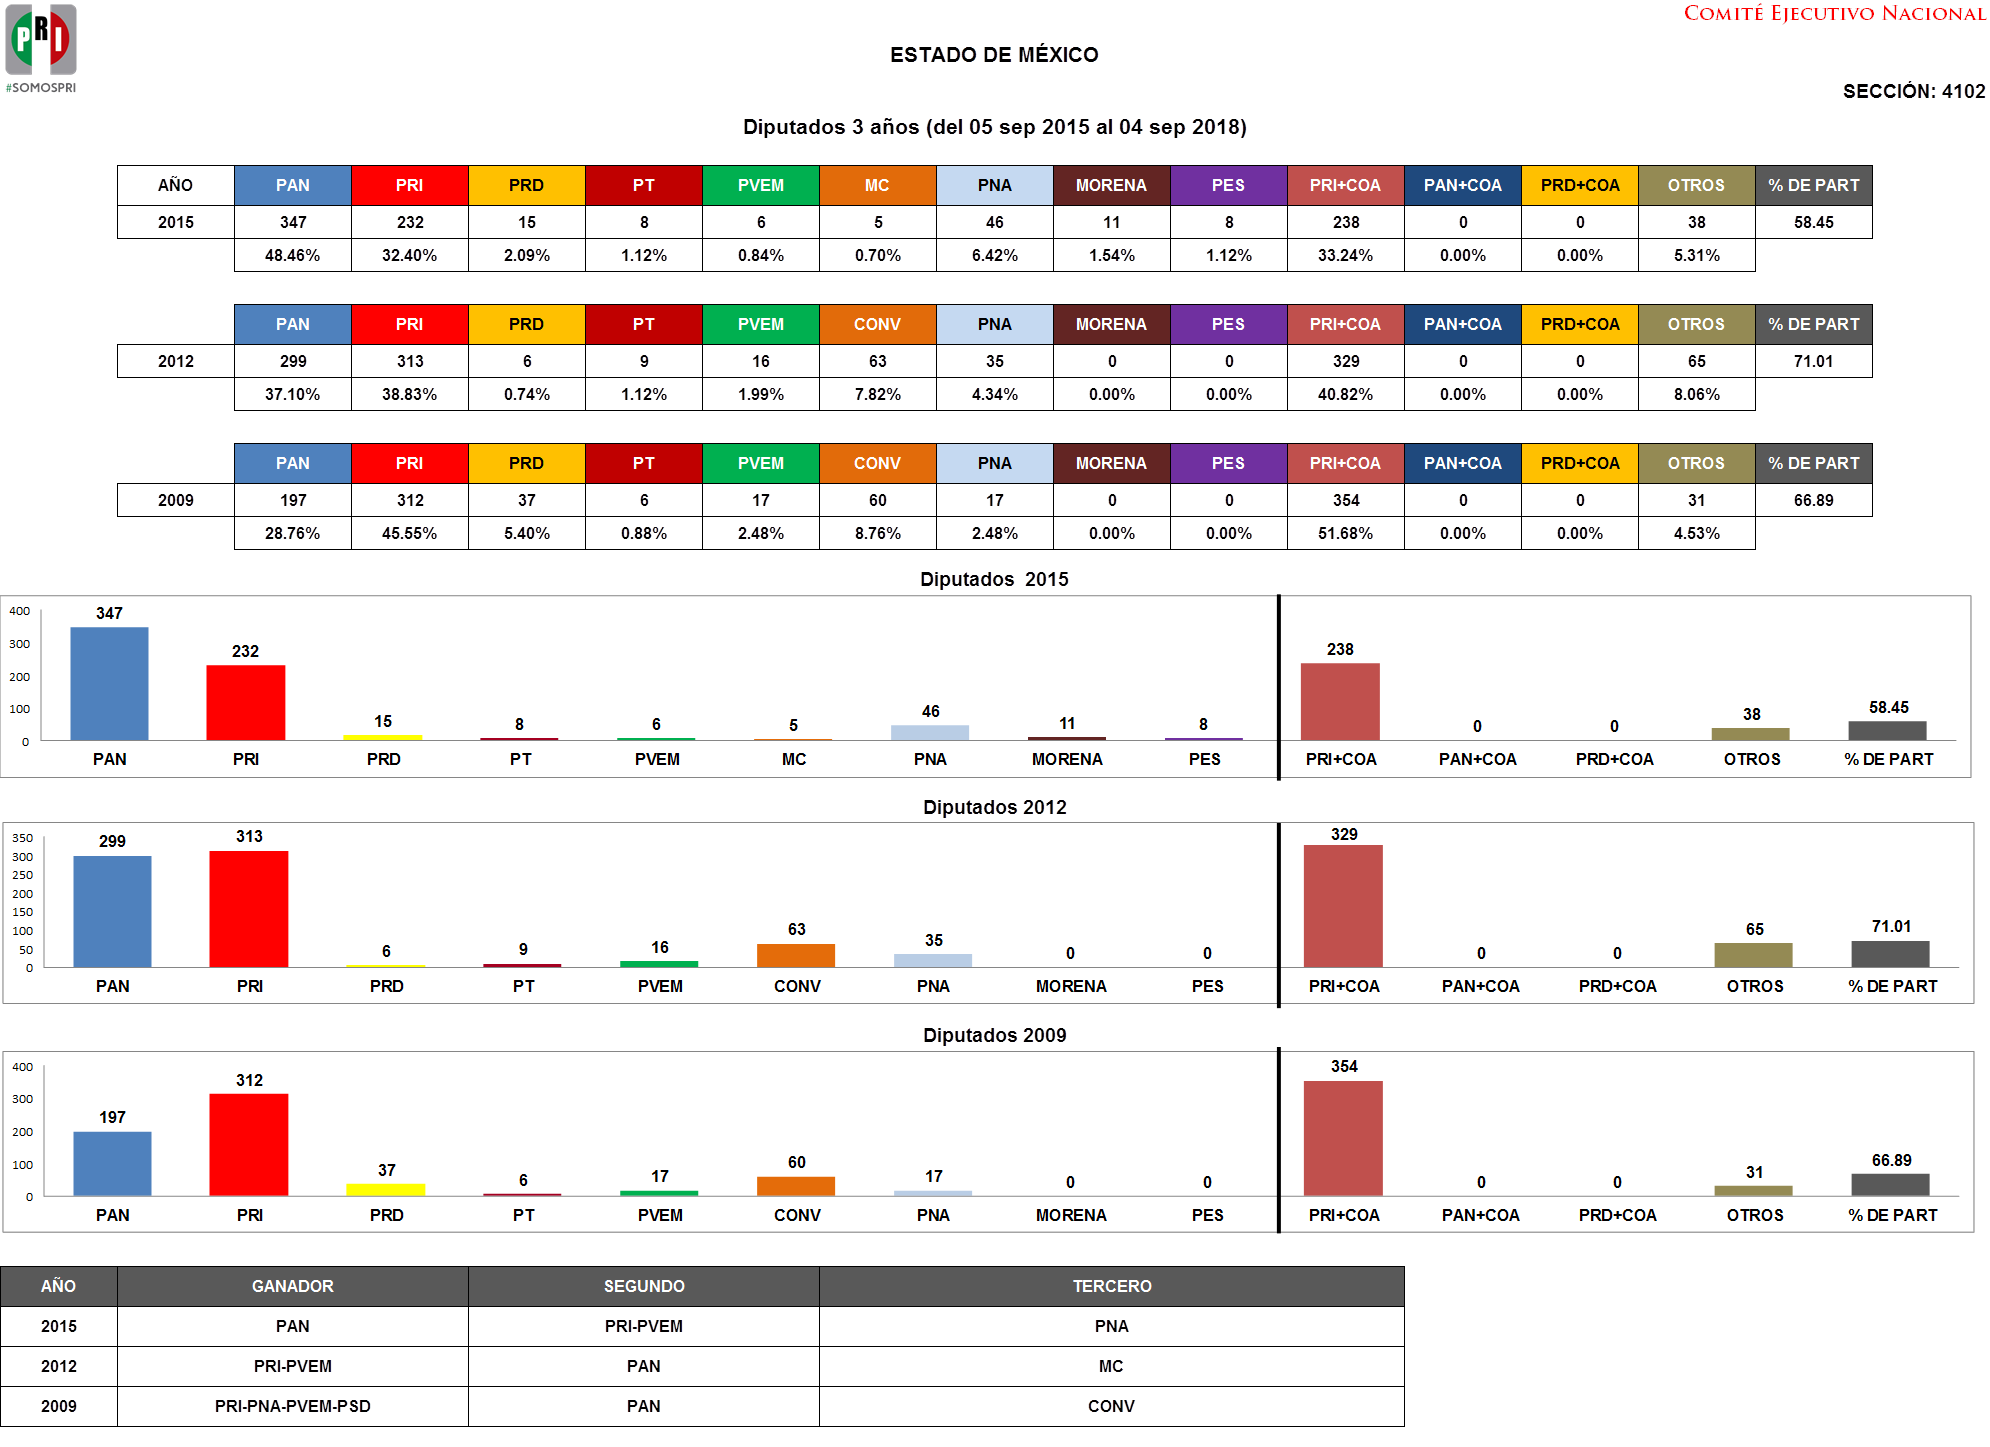 PRI
#SOMOSPRI
COMITÉ EJECUTIVO NACIONAL
ESTADO DE MÉXICO
SECCIÓN: 4102
Diputados 3 años (del 05 sep 2015 al 04 sep 2018)
AÑO PAN PRI PRD PT PVEM MC PNA MORENA PES PRI+COA PAN+COA PRD+COA OTROS % DE PART
2015 347 232 15 8 6 5 46 11 8 238 0 0 38 58.45
48.46% 32.40% 2.09% 1.12% 0.84% 0.70% 6.42% 1.54% 1.12% 33.24% 0.00% 0.00% 5.31%
PAN PRI PRD PT PVEM CONV PNA MORENA PES PRI+COA PAN+COA PRD+COA OTROS % DE PART
2012 299 313 6 9 16 63 35 0 0 329 0 0 65 71.01
37.10% 38.83% 0.74% 1.12% 1.99% 7.82% 4.34% 0.00% 0.00% 40.82% 0.00% 0.00% 8.06%
PAN PRI PRD PT PVEM CONV PNA MORENA PES PRI+COA PAN+COA PRD+COA OTROS % DE PART
2009 197 312 37 6 17 60 17 0 0 354 0 0 31 66.89
28.76% 45.55% 5.40% 0.88% 2.48% 8.76% 2.48% 0.00% 0.00% 51.68% 0.00% 0.00% 4.53%
Diputados 2015
400
300
200
100
0
347 232 15 8 6 5 46 11 8 238 0 0 38 58.45
PAN PRI PRD PT PVEM MC PNA MORENA PES PRI+COA PAN+COA PRD+COA OTROS % DE PART
Diputados 2012
350
300
250
200
150
100
50
0
299 313 6 9 16 63 35 0 0 329 0 0 65 71.01
PAN PRI PRD PT PVEM CONV PNA MORENA PES PRI+COA PAN+COA PRD+COA OTROS % DE PART
Diputados 2009
400
300
200
100
0
197 312 37 6 17 60 17 0 0 354 0 0 31 66.89
PAN PRI PRD PT PVEM CONV PNA MORENA PES PRI+COA PAN+COA PRD+COA OTROS % DE PART
AÑO GANADOR SEGUNDO TERCERO
2015 PAN PRI-PVEM PNA
2012 PRI-PVEM PAN MC
2009 PRI-PNA-PVEM-PSD PAN CONV